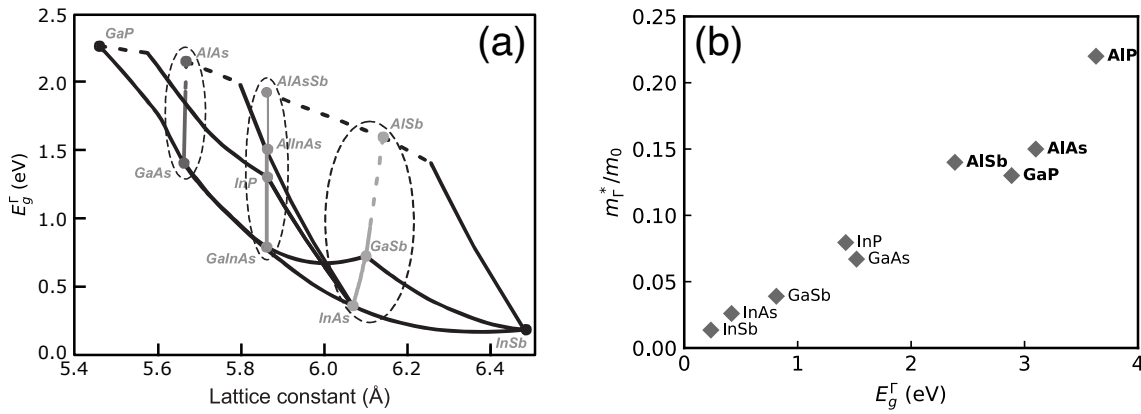 (a)
2.5
2.0
1.5
1.0
0.5
0.0
E_g^Γ (eV)
5.4 5.6 5.8 6.0 6.2 6.4
Lattice constant (Å)
GaP
AlAs
AlAsSb
AlSb
AlInAs
GaAs
InP
GaInAs
GaSb
InAs
InSb
(b)
0.25
0.20
0.15
0.10
0.05
0.00
m_Γ^*/m_0
0 1 2 3 4
E_g^Γ (eV)
AlP
AlAs
AlSb
GaP
InP
GaAs
GaSb
InAs
InSb